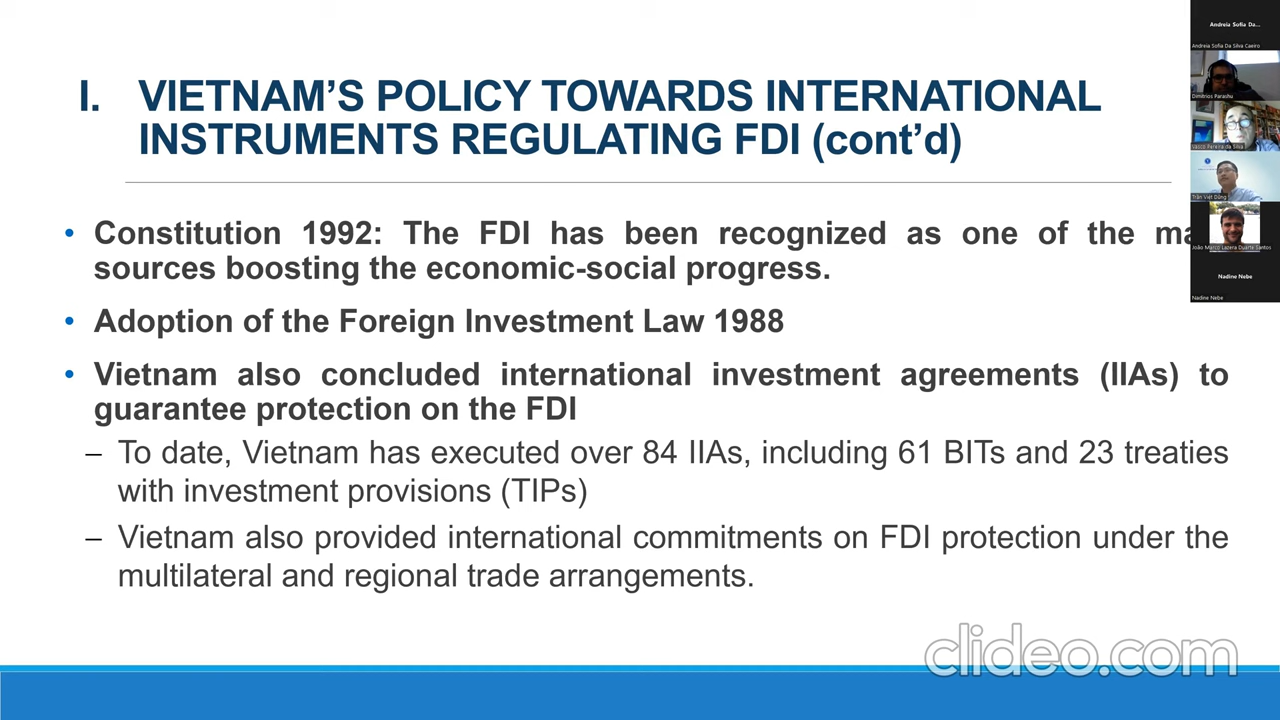 I. VIETNAM’S POLICY TOWARDS INTERNATIONAL
INSTRUMENTS REGULATING FDI (cont’d)
• Constitution 1992: The FDI has been recognized as one of the ma
sources boosting the economic-social progress.
• Adoption of the Foreign Investment Law 1988
• Vietnam also concluded international investment agreements (IIAs) to
guarantee protection on the FDI
– To date, Vietnam has executed over 84 IIAs, including 61 BITs and 23 treaties
with investment provisions (TIPs)
– Vietnam also provided international commitments on FDI protection under the
multilateral and regional trade arrangements.
Andreia Sofia Da...
Andreia Sofia Da Silva Caeiro
Dimitrios Parashu
Vasco Pereira da Silva
Trần Việt Dũng
João Marco Lazera Duarte Santos
Nadine Nebe
Nadine Nebe
clideo.com